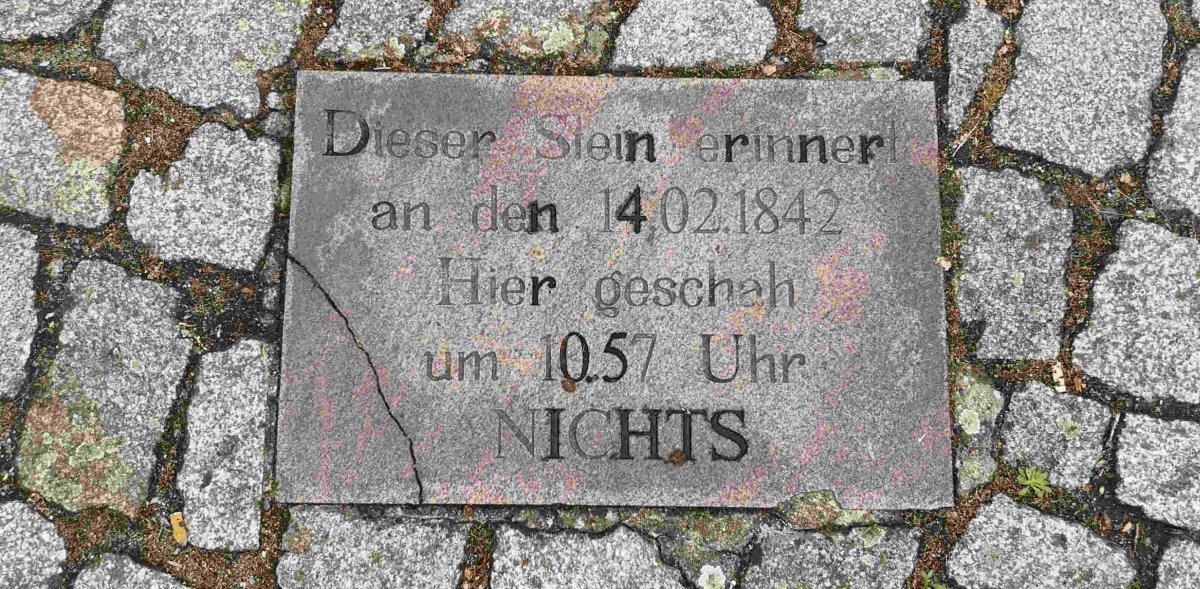 Dieser Stein erinnert
an den 14.02.1842
Hier geschah
um 10.57 Uhr
NICHTS